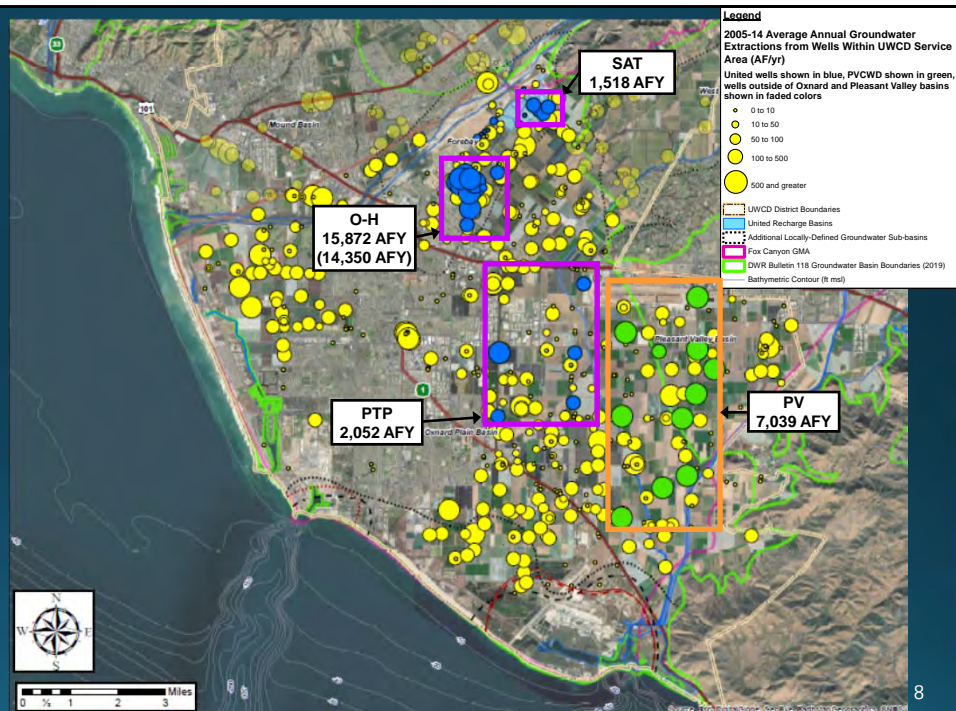 Legend
2005-14 Average Annual Groundwater
Extractions from Wells Within UWCD Service
Area (AF/yr)
United wells shown in blue, PVCWD shown in green,
wells outside of Oxnard and Pleasant Valley basins
shown in faded colors
0 to 10
10 to 50
50 to 100
100 to 500
500 and greater
UWCD District Boundaries
United Recharge Basins
Additional Locally-Defined Groundwater Sub-basins
Fox Canyon GMA
DWR Bulletin 118 Groundwater Basin Boundaries (2019)
Bathymetric Contour (ft msl)
33
SAT
1,518 AFY
West
101
Mound Basin
Forebay
O-H
15,872 AFY
(14,350 AFY)
Pleasant Valley Basin
1
PTP
2,052 AFY
PV
7,039 AFY
Oxnard Plain Basin
N
W E
S
Miles
0 ½ 1 2 3
8